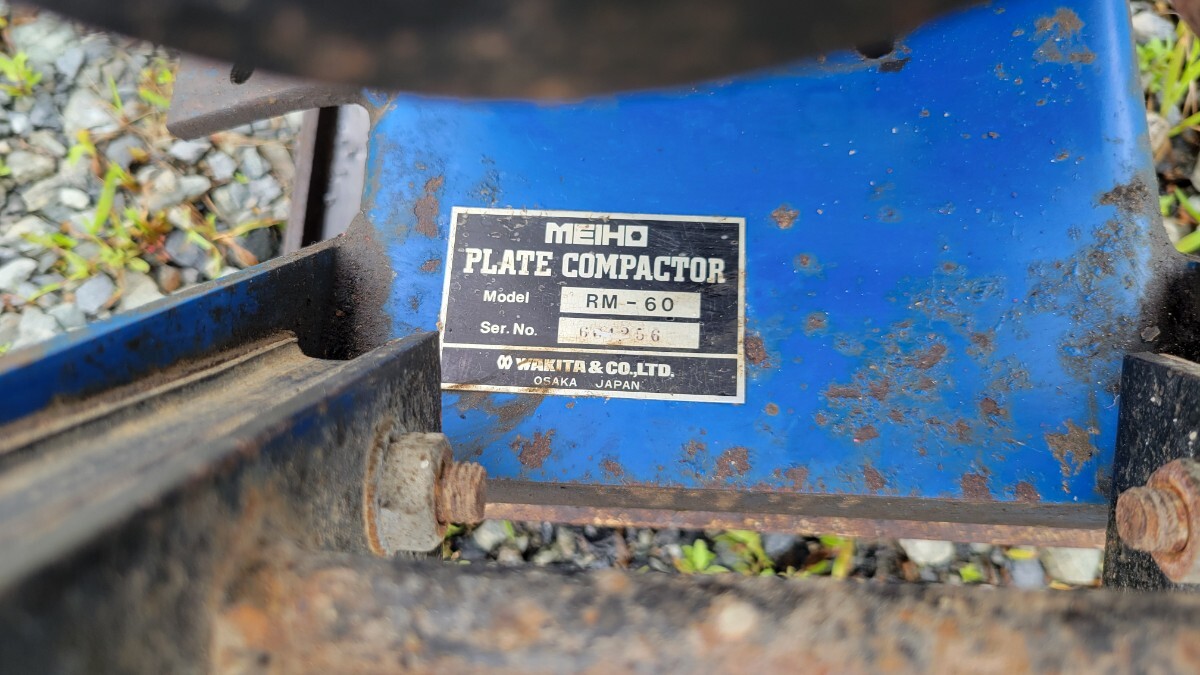 MEIHO
PLATE COMPACTOR
Model RM-60
Ser. No.
WAKITA & CO., LTD.
OSAKA JAPAN